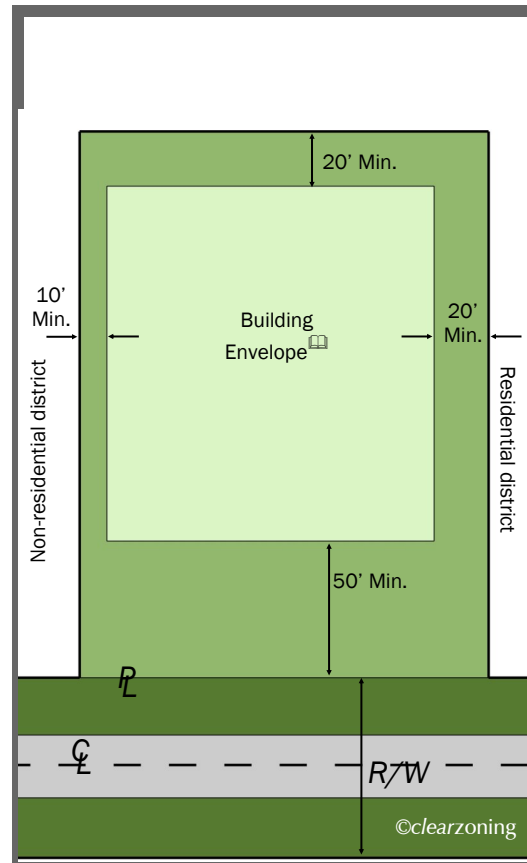 20’ Min.
10’
Min.
Building
Envelope
20’
Min.
Non-residential district
Residential district
50’ Min.
PL
CL
R/W
©clearzoning